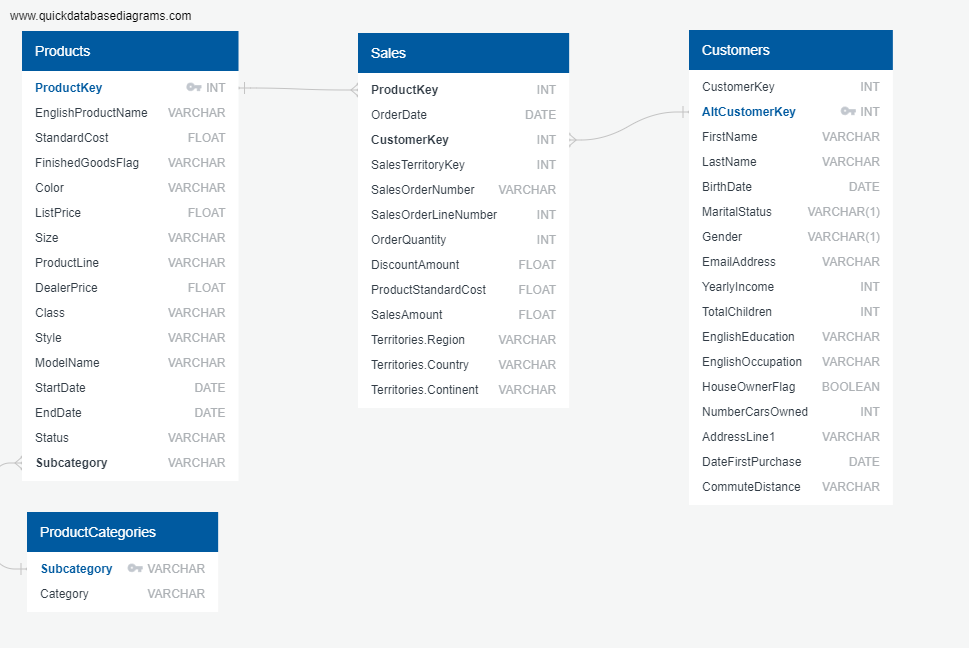 www.quickdatabasediagrams.com
Products
ProductKey INT
EnglishProductName VARCHAR
StandardCost FLOAT
FinishedGoodsFlag VARCHAR
Color VARCHAR
ListPrice FLOAT
Size VARCHAR
ProductLine VARCHAR
DealerPrice FLOAT
Class VARCHAR
Style VARCHAR
ModelName VARCHAR
StartDate DATE
EndDate DATE
Status VARCHAR
Subcategory VARCHAR
ProductCategories
Subcategory VARCHAR
Category VARCHAR
Sales
ProductKey INT
OrderDate DATE
CustomerKey INT
SalesTerritoryKey INT
SalesOrderNumber VARCHAR
SalesOrderLineNumber INT
OrderQuantity INT
DiscountAmount FLOAT
ProductStandardCost FLOAT
SalesAmount FLOAT
Territories.Region VARCHAR
Territories.Country VARCHAR
Territories.Continent VARCHAR
Customers
CustomerKey INT
AltCustomerKey INT
FirstName VARCHAR
LastName VARCHAR
BirthDate DATE
MaritalStatus VARCHAR(1)
Gender VARCHAR(1)
EmailAddress VARCHAR
YearlyIncome INT
TotalChildren INT
EnglishEducation VARCHAR
EnglishOccupation VARCHAR
HouseOwnerFlag BOOLEAN
NumberCarsOwned INT
AddressLine1 VARCHAR
DateFirstPurchase DATE
CommuteDistance VARCHAR